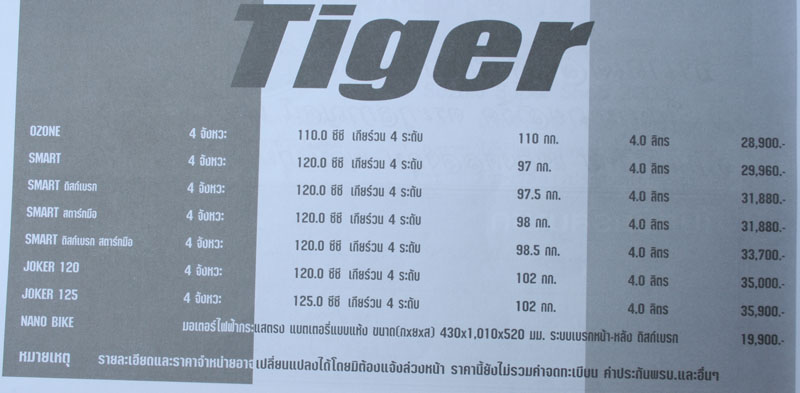 Tiger
OZONE 4 จังหวะ 110.0 ซีซี เกียร์วน 4 ระดับ 110 กก. 4.0 ลิตร 28,900.-
SMART 4 จังหวะ 120.0 ซีซี เกียร์วน 4 ระดับ 97 กก. 4.0 ลิตร 29,960.-
SMART ดิสก์เบรก 4 จังหวะ 120.0 ซีซี เกียร์วน 4 ระดับ 97.5 กก. 4.0 ลิตร 31,880.-
SMART สตาร์ทมือ 4 จังหวะ 120.0 ซีซี เกียร์วน 4 ระดับ 98 กก. 4.0 ลิตร 31,880.-
SMART ดิสก์เบรก สตาร์ทมือ 4 จังหวะ 120.0 ซีซี เกียร์วน 4 ระดับ 98.5 กก. 4.0 ลิตร 33,700.-
JOKER 120 4 จังหวะ 120.0 ซีซี เกียร์วน 4 ระดับ 102 กก. 4.0 ลิตร 35,000.-
JOKER 125 4 จังหวะ 125.0 ซีซี เกียร์วน 4 ระดับ 102 กก. 4.0 ลิตร 35,900.-
NANO BIKE มอเตอร์ไฟฟ้ากระแสตรง แบตเตอรี่แบบแห้ง ขนาด(กxยxส) 430x1,010x520 มม. ระบบเบรกหน้า-หลัง ดิสก์เบรก 19,900.-
หมายเหตุ รายละเอียดและราคาจำหน่ายอาจเปลี่ยนแปลงได้โดยมิต้องแจ้งล่วงหน้า ราคานี้ยังไม่รวมค่าจดทะเบียน ค่าประกันพรบ.และอื่นๆ